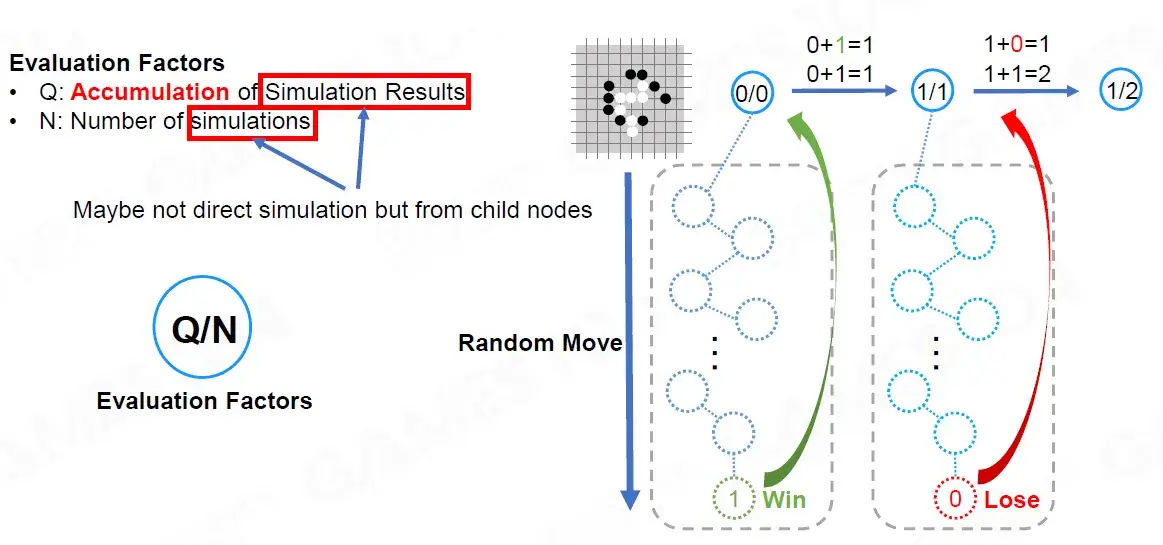 Evaluation Factors
• Q: Accumulation of Simulation Results
• N: Number of simulations
Maybe not direct simulation but from child nodes
Q/N
Evaluation Factors
Random Move
0/0
0+1=1
0+1=1
1/1
1+0=1
1+1=2
1/2
1 Win
0 Lose